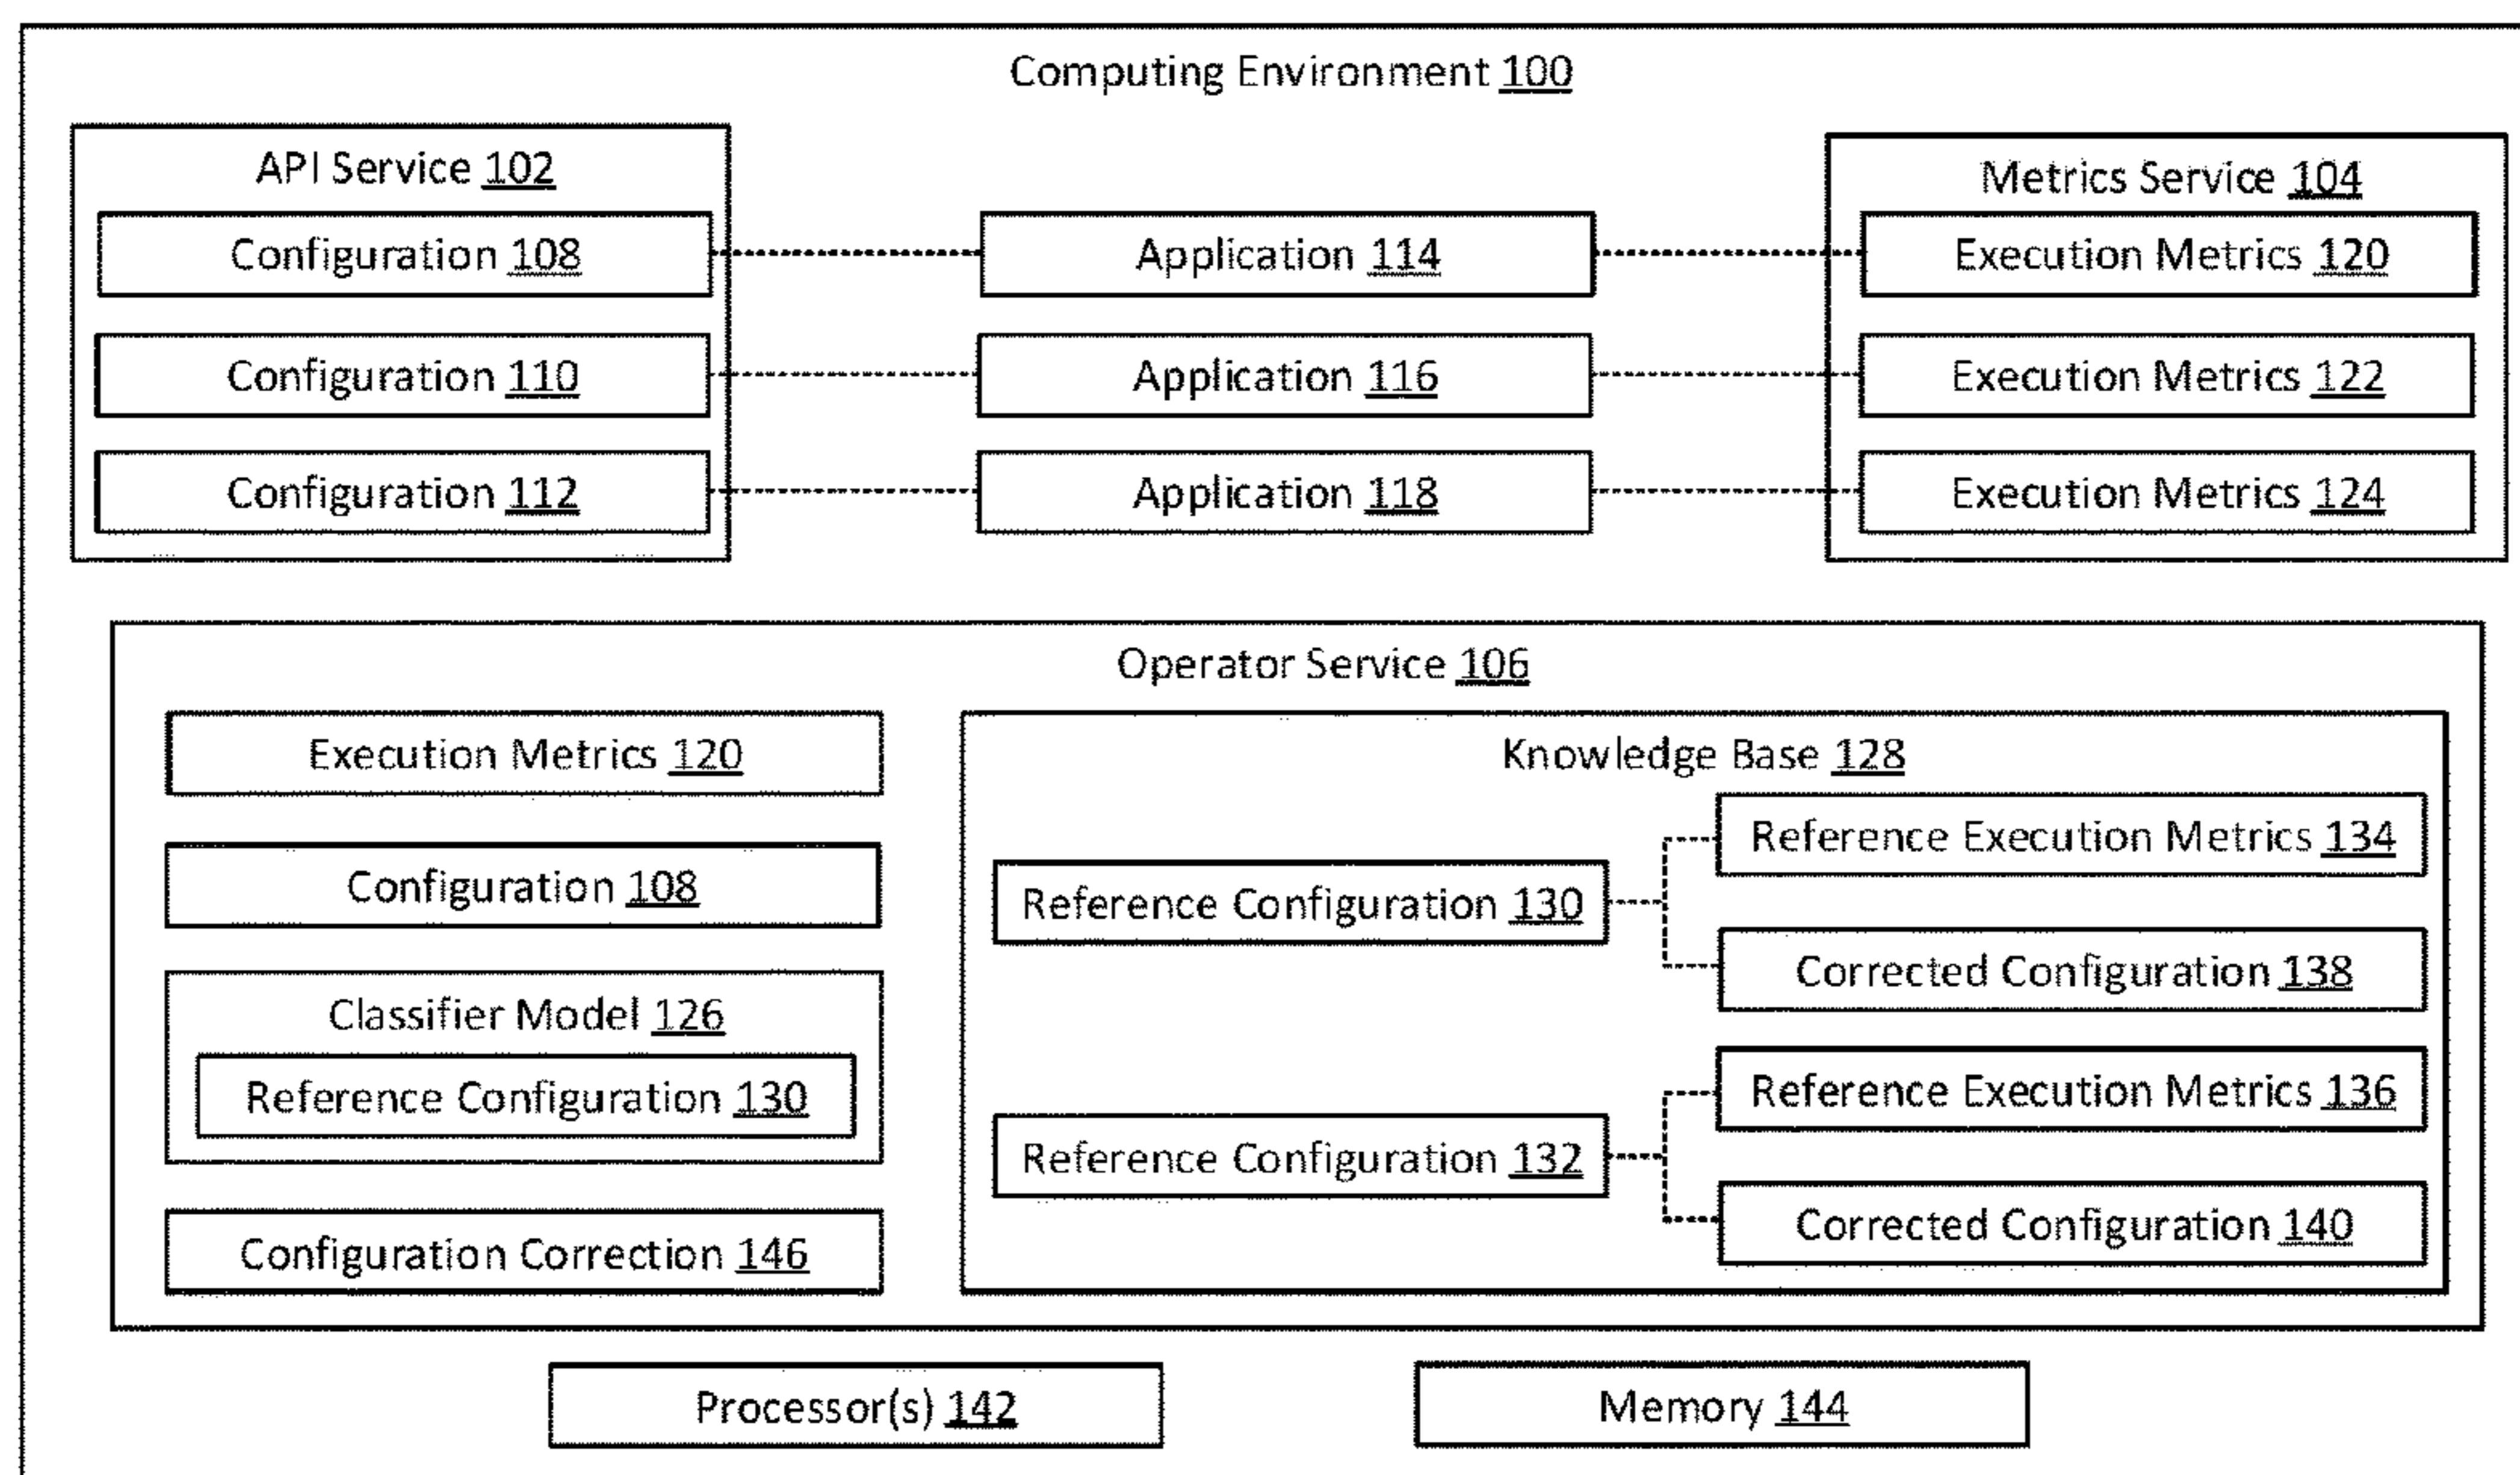 Computing Environment 100
API Service 102
Configuration 108
Configuration 110
Configuration 112
Application 114
Application 116
Application 118
Metrics Service 104
Execution Metrics 120
Execution Metrics 122
Execution Metrics 124
Operator Service 106
Execution Metrics 120
Configuration 108
Classifier Model 126
Reference Configuration 130
Configuration Correction 146
Knowledge Base 128
Reference Configuration 130
Reference Execution Metrics 134
Corrected Configuration 138
Reference Configuration 132
Reference Execution Metrics 136
Corrected Configuration 140
Processor(s) 142
Memory 144